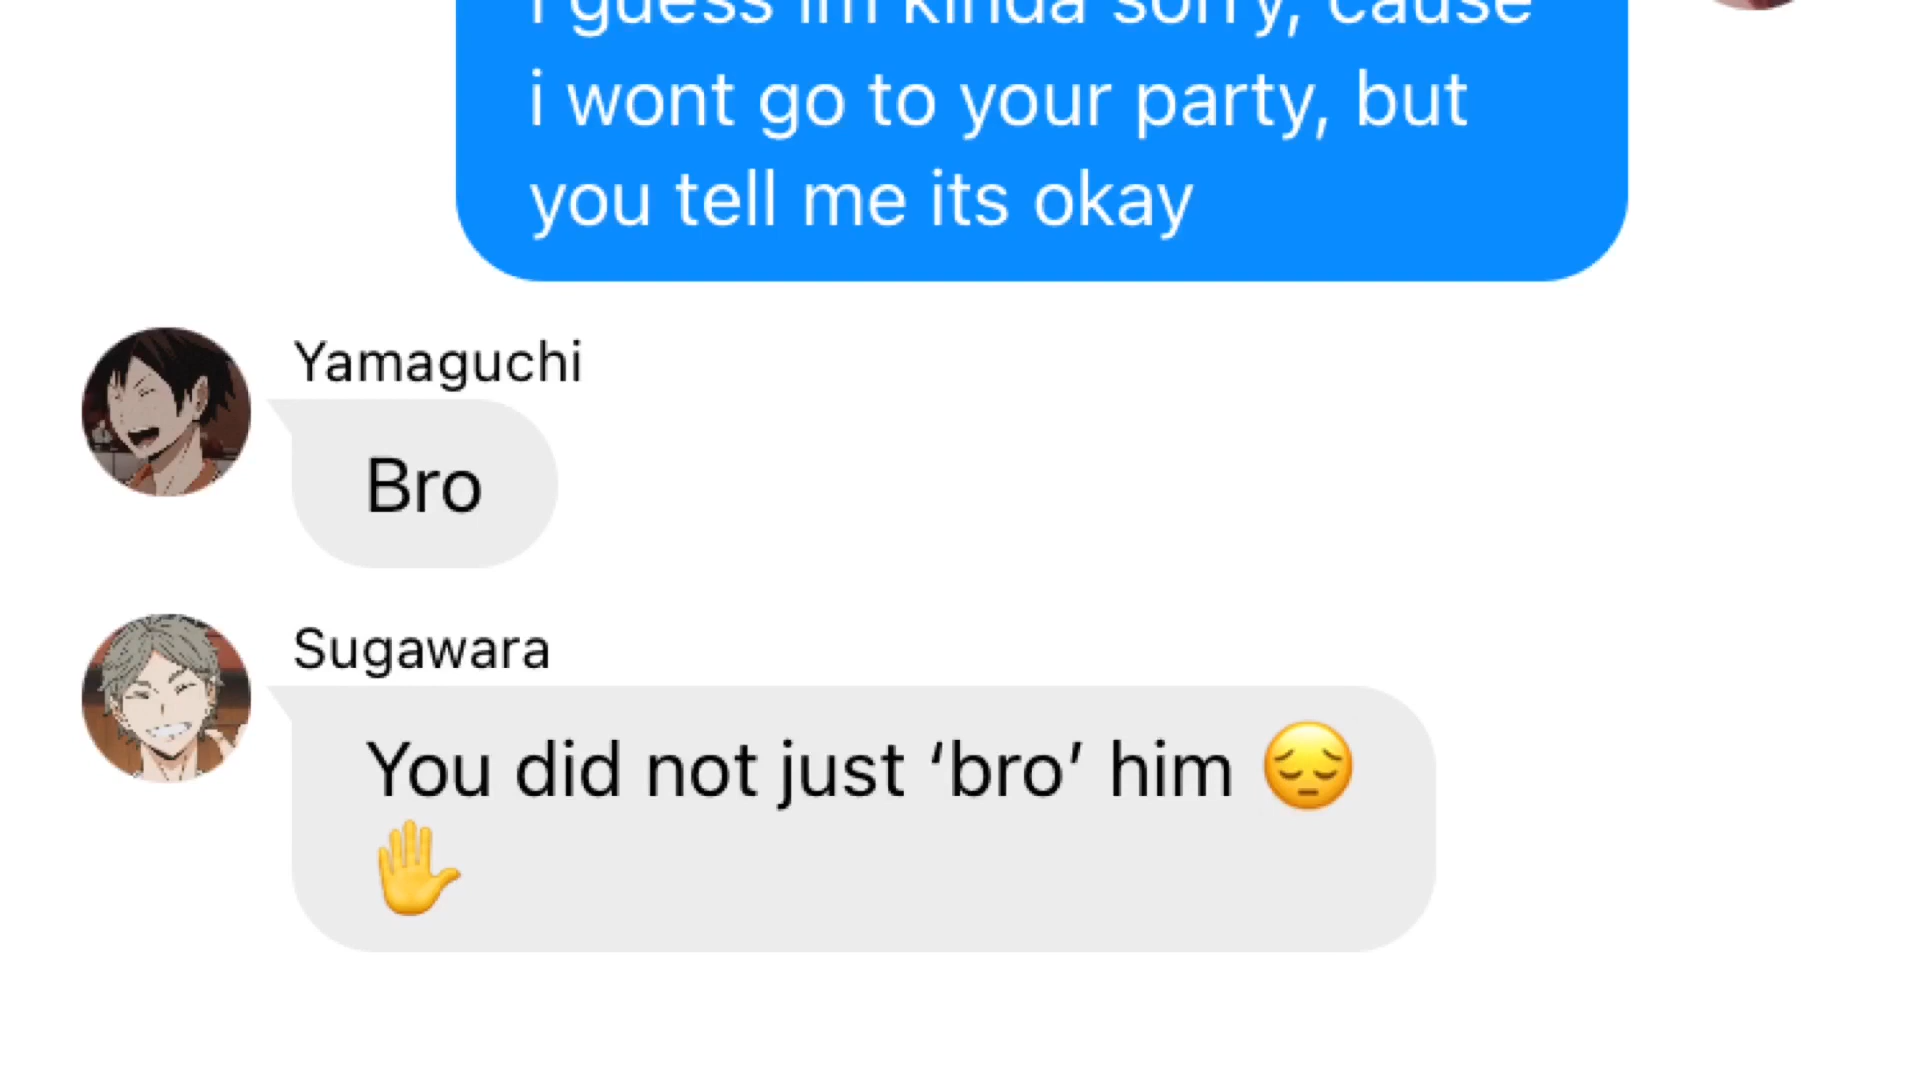 i guess im kinda sorry, cause
i wont go to your party, but
you tell me its okay
Yamaguchi
Bro
Sugawara
You did not just ‘bro’ him 😔
✋